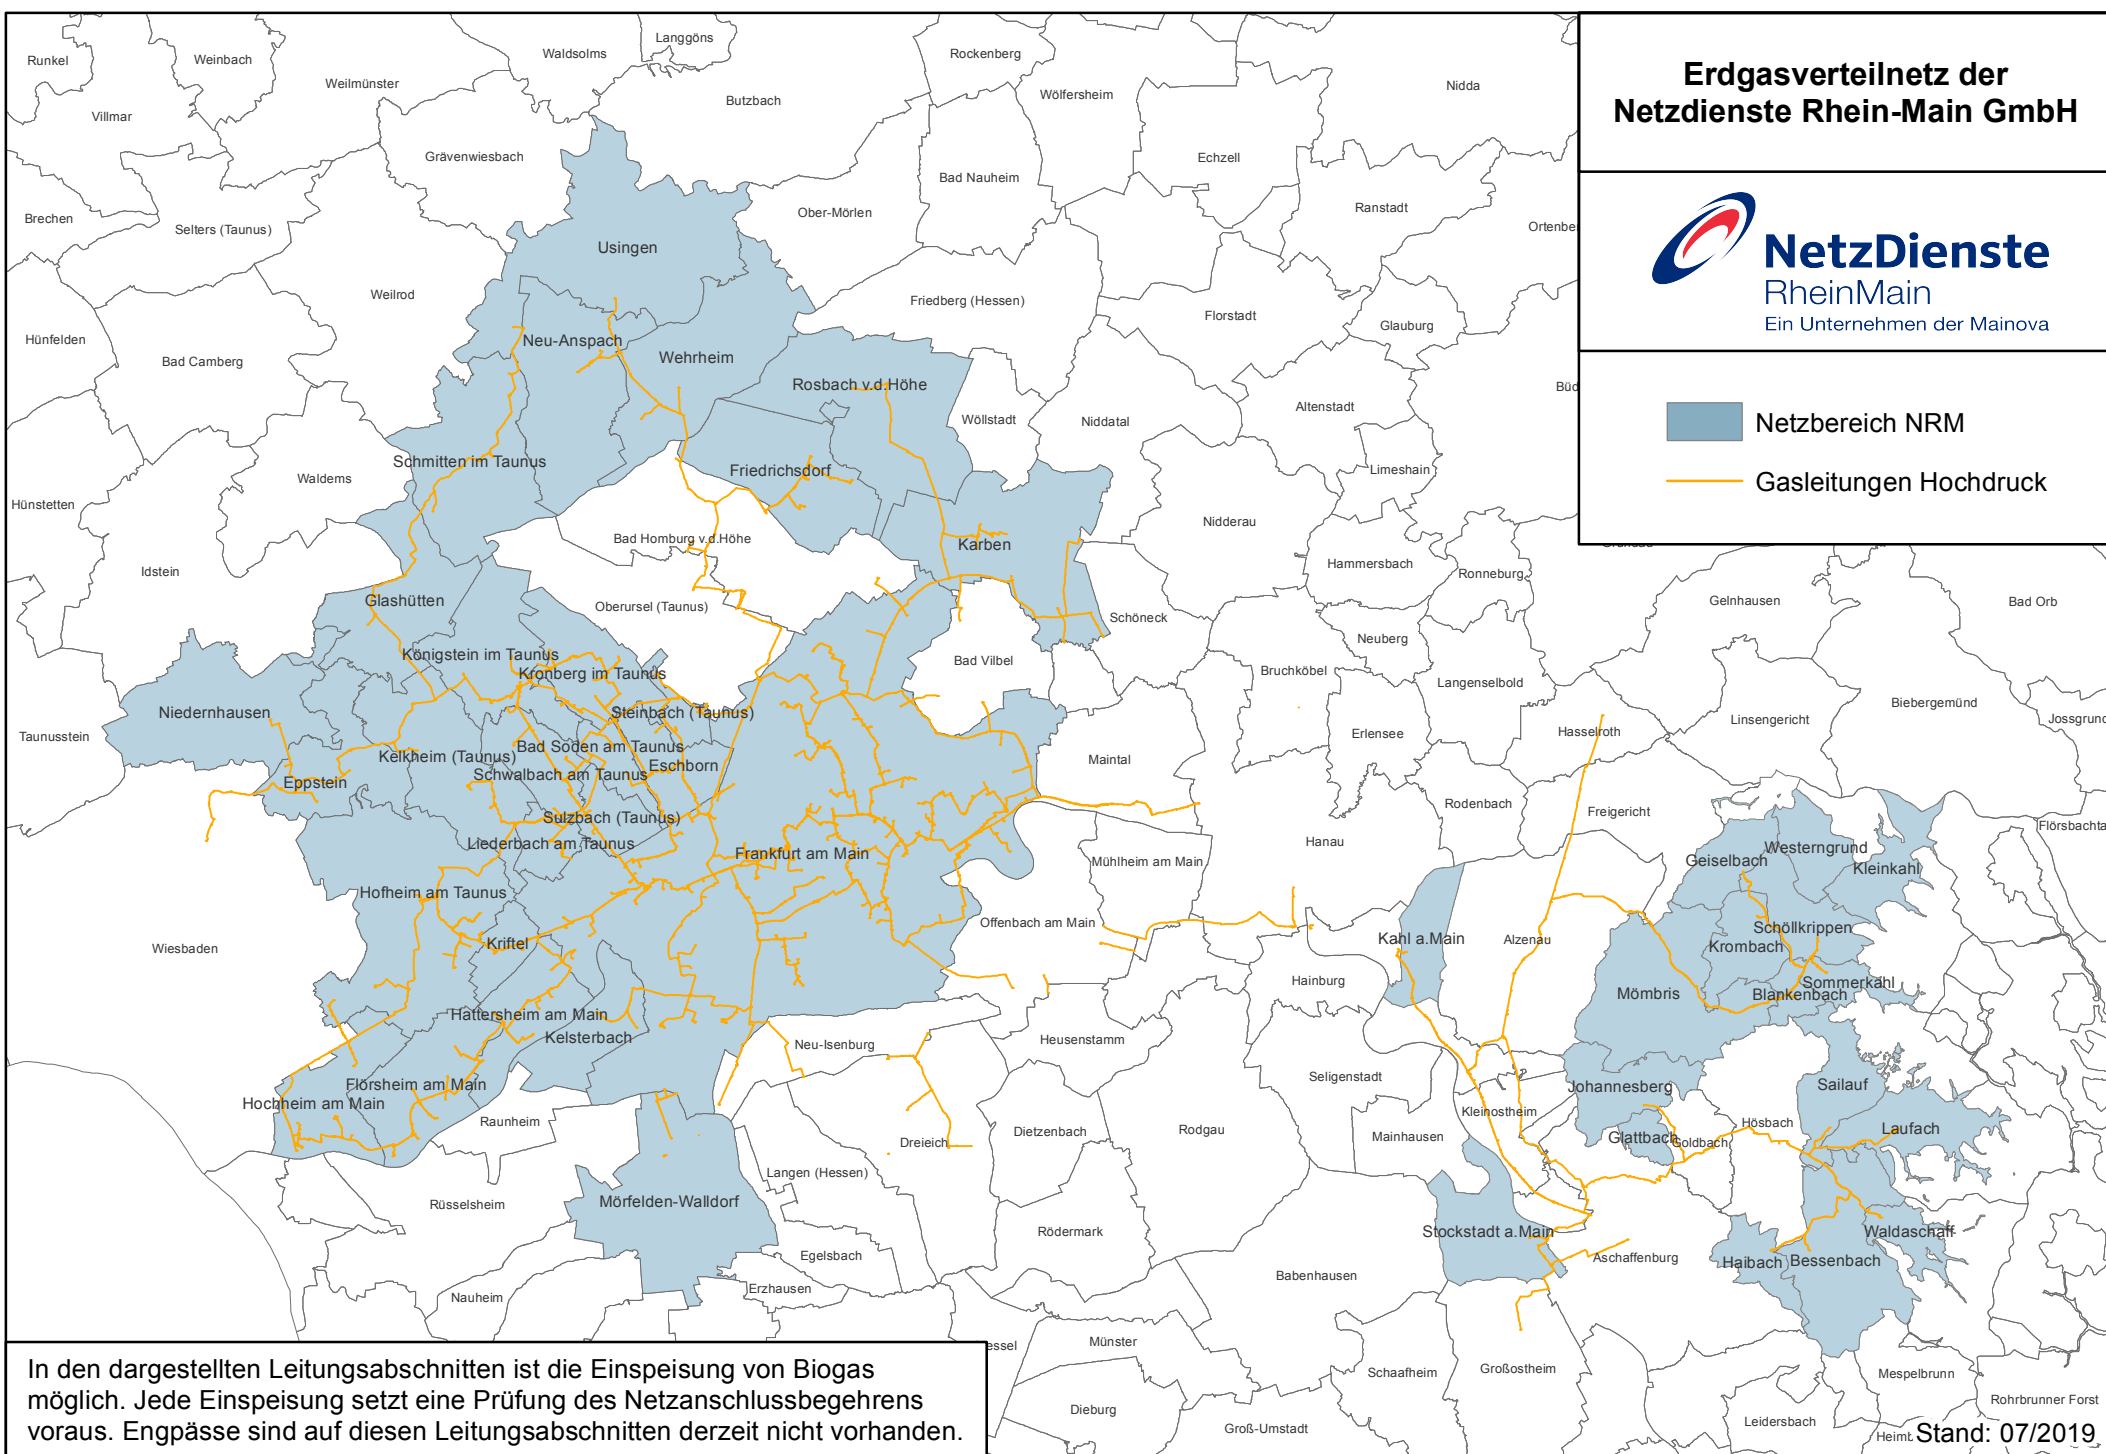 Erdgasverteilnetz der
Netzdienste Rhein-Main GmbH
NetzDienste
RheinMain
Ein Unternehmen der Mainova
Netzbereich NRM
Gasleitungen Hochdruck
Runkel
Weinbach
Waldsolms
Langgöns
Rockenberg
Weilmünster
Butzbach
Wölfersheim
Nidda
Villmar
Grävenwiesbach
Echzell
Bad Nauheim
Brechen
Selters (Taunus)
Ober-Mörlen
Ranstadt
Ortenbe
Usingen
Weilrod
Friedberg (Hessen)
Florstadt
Glauburg
Hünfelden
Bad Camberg
Neu-Anspach
Wehrheim
Rosbach v.d.Höhe
Büd
Wöllstadt
Niddatal
Altenstadt
Schmitten im Taunus
Friedrichsdorf
Limeshain
Waldems
Hünstetten
Nidderau
Bad Homburg v.d.Höhe
Karben
Idstein
Hammersbach
Ronneburg
Glashütten
Oberursel (Taunus)
Schöneck
Gelnhausen
Bad Orb
Neuberg
Königstein im Taunus
Kronberg im Taunus
Bad Vilbel
Bruchköbel
Langenselbold
Biebergemünd
Niedernhausen
Steinbach (Taunus)
Linsengericht
Jossgrund
Taunusstein
Hasselroth
Erlensee
Kelkheim (Taunus)
Bad Soden am Taunus
Eschborn
Maintal
Eppstein
Schwalbach am Taunus
Rodenbach
Freigericht
Sulzbach (Taunus)
Flörsbachta
Liederbach am Taunus
Frankfurt am Main
Mühlheim am Main
Hanau
Geiselbach
Westerngrund
Kleinkahl
Hofheim am Taunus
Offenbach am Main
Wiesbaden
Kriftel
Kahl a.Main
Alzenau
Schöllkrippen
Krombach
Hainburg
Mömbris
Sommerkahl
Blankenbach
Hattersheim am Main
Kelsterbach
Neu-Isenburg
Heusenstamm
Flörsheim am Main
Hochheim am Main
Seligenstadt
Johannesberg
Sailauf
Raunheim
Kleinostheim
Dreieich
Dietzenbach
Rodgau
Mainhausen
Glattbach
Goldbach
Hösbach
Laufach
Langen (Hessen)
Rüsselsheim
Mörfelden-Walldorf
Rödermark
Stockstadt a.Main
Waldaschaff
Egelsbach
Aschaffenburg
Haibach
Bessenbach
Nauheim
Erzhausen
Babenhausen
essel
Münster
Schaafheim
Großostheim
Mespelbrunn
Dieburg
Groß-Umstadt
Leidersbach
Rohrbrunner Forst
Heimb
In den dargestellten Leitungsabschnitten ist die Einspeisung von Biogas
möglich. Jede Einspeisung setzt eine Prüfung des Netzanschlussbegehrens
voraus. Engpässe sind auf diesen Leitungsabschnitten derzeit nicht vorhanden.
Stand: 07/2019